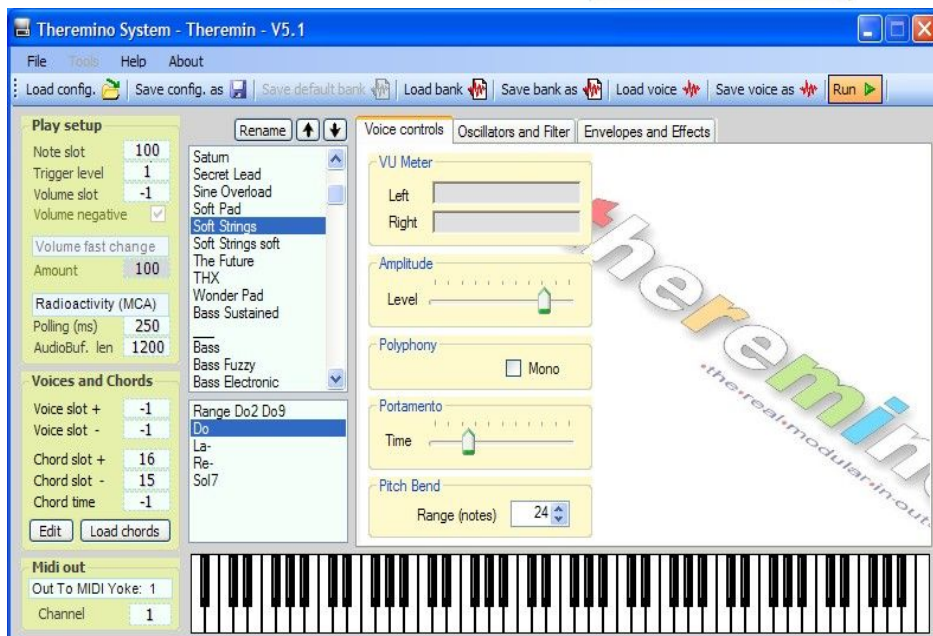 Theremino System - Theremin - V5.1
File Tools Help About
Load config. Save config. as Save default bank Load bank Save bank as Load voice Save voice as Run
Play setup
Note slot 100
Trigger level 1
Volume slot -1
Volume negative
Volume fast change
Amount 100
Radioactivity (MCA)
Polling (ms) 250
AudioBuf. len 1200
Voices and Chords
Voice slot + -1
Voice slot - -1
Chord slot + 16
Chord slot - 15
Chord time -1
Edit Load chords
Midi out
Out To MIDI Yoke: 1
Channel 1
Rename
Saturn
Secret Lead
Sine Overload
Soft Pad
Soft Strings
Soft Strings soft
The Future
THX
Wonder Pad
Bass Sustained
___
Bass
Bass Fuzzy
Bass Electronic
Range Do2 Do9
Do
La-
Re-
Sol7
Voice controls Oscillators and Filter Envelopes and Effects
VU Meter
Left
Right
Amplitude
Level
Polyphony
Mono
Portamento
Time
Pitch Bend
Range (notes) 24
theremin
•the•real•modular•in•out